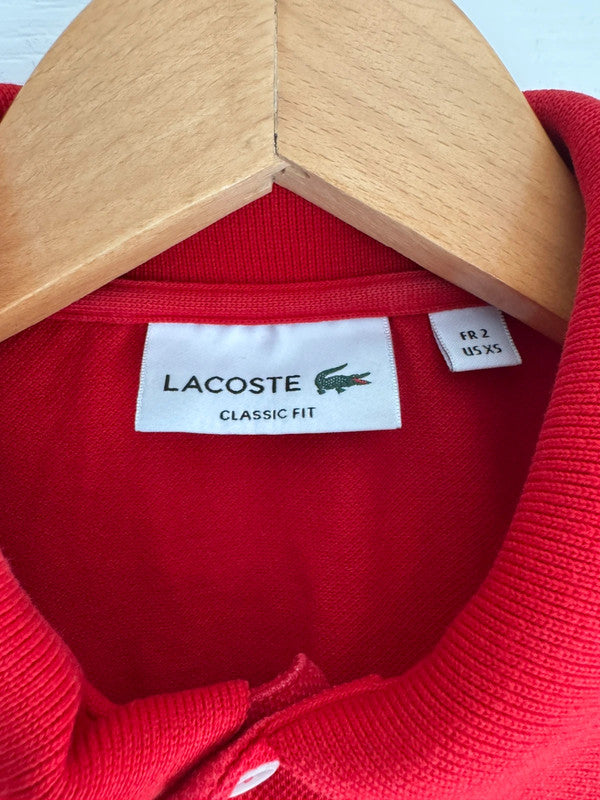 LACOSTE
CLASSIC FIT
FR 2
US XS